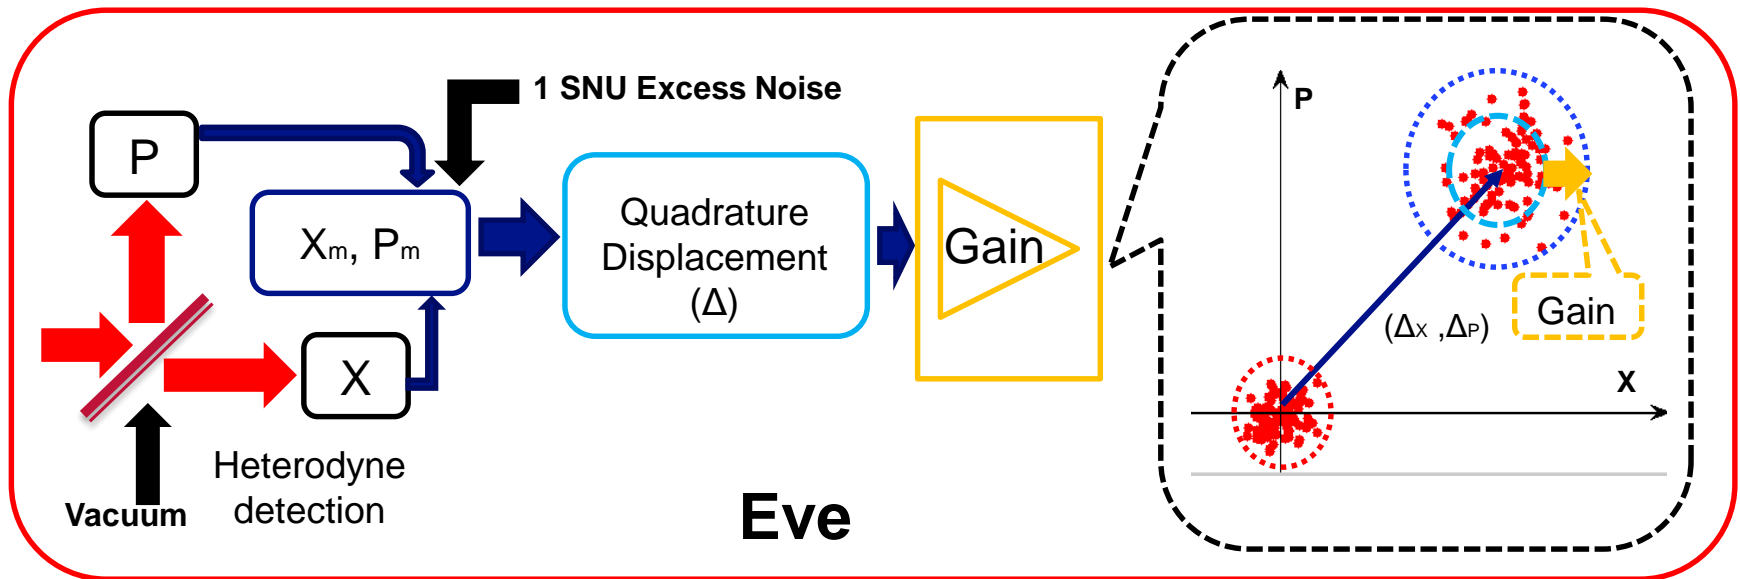 1 SNU Excess Noise
P
Xm, Pm
X
Vacuum
Heterodyne
detection
Quadrature
Displacement
(Δ)
Gain
Eve
P
X
(ΔX ,ΔP)
Gain